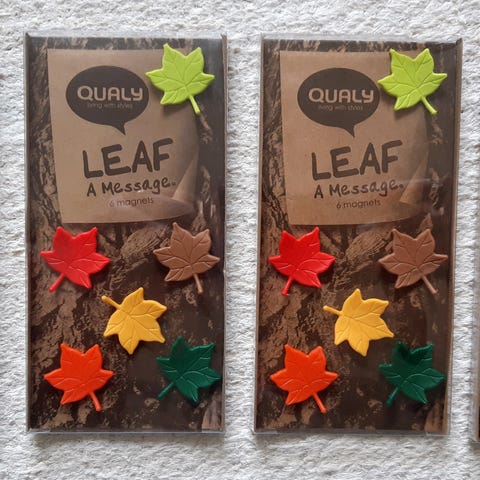 QUALY
living with styles
LEAF
A Message.
6 magnets
QUALY
living with styles
LEAF
A Message.
6 magnets